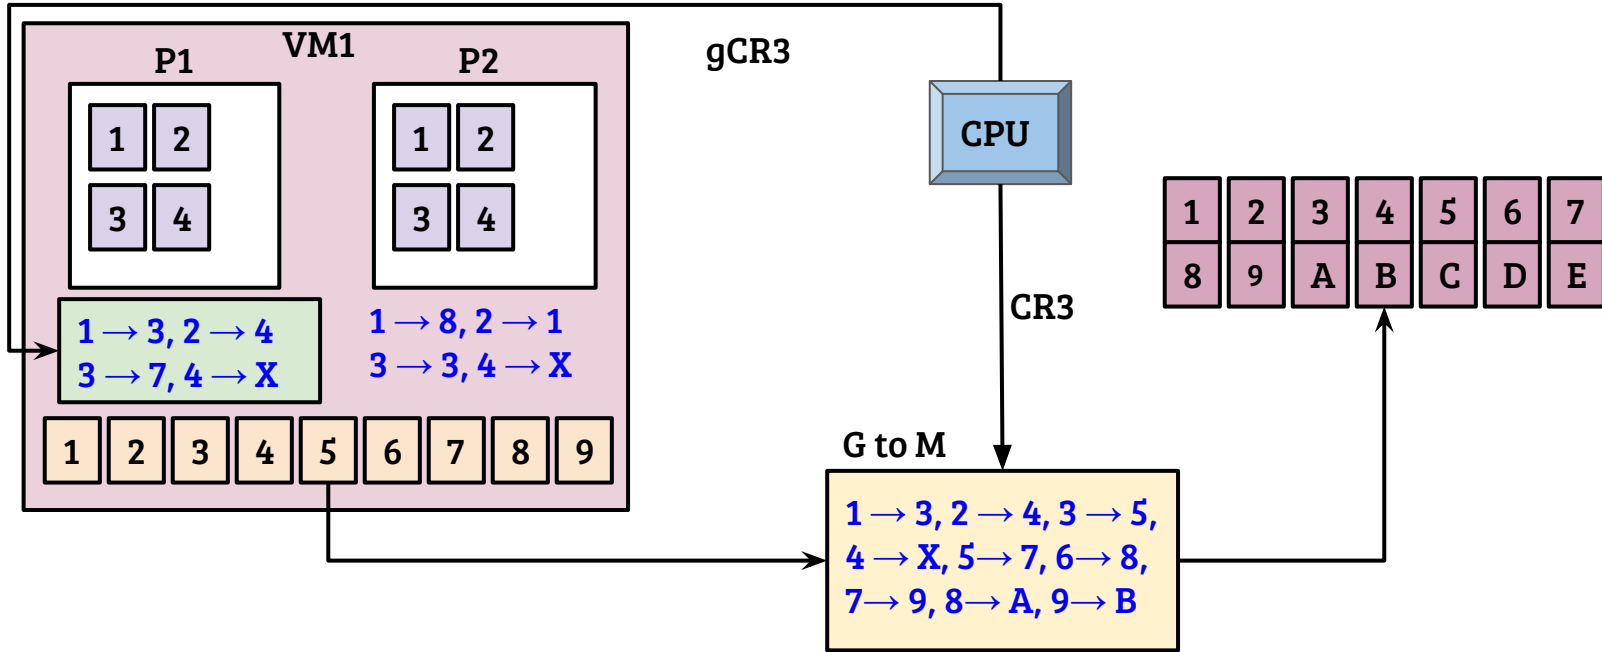 VM1
gCR3
P1
P2
1 2
3 4
1 2
3 4
CPU
1 2 3 4 5 6 7
8 9 A B C D E
CR3
1 → 3, 2 → 4
3 → 7, 4 → X
1 → 8, 2 → 1
3 → 3, 4 → X
1 2 3 4 5 6 7 8 9
G to M
1 → 3, 2 → 4, 3 → 5,
4 → X, 5→ 7, 6→ 8,
7→ 9, 8→ A, 9→ B